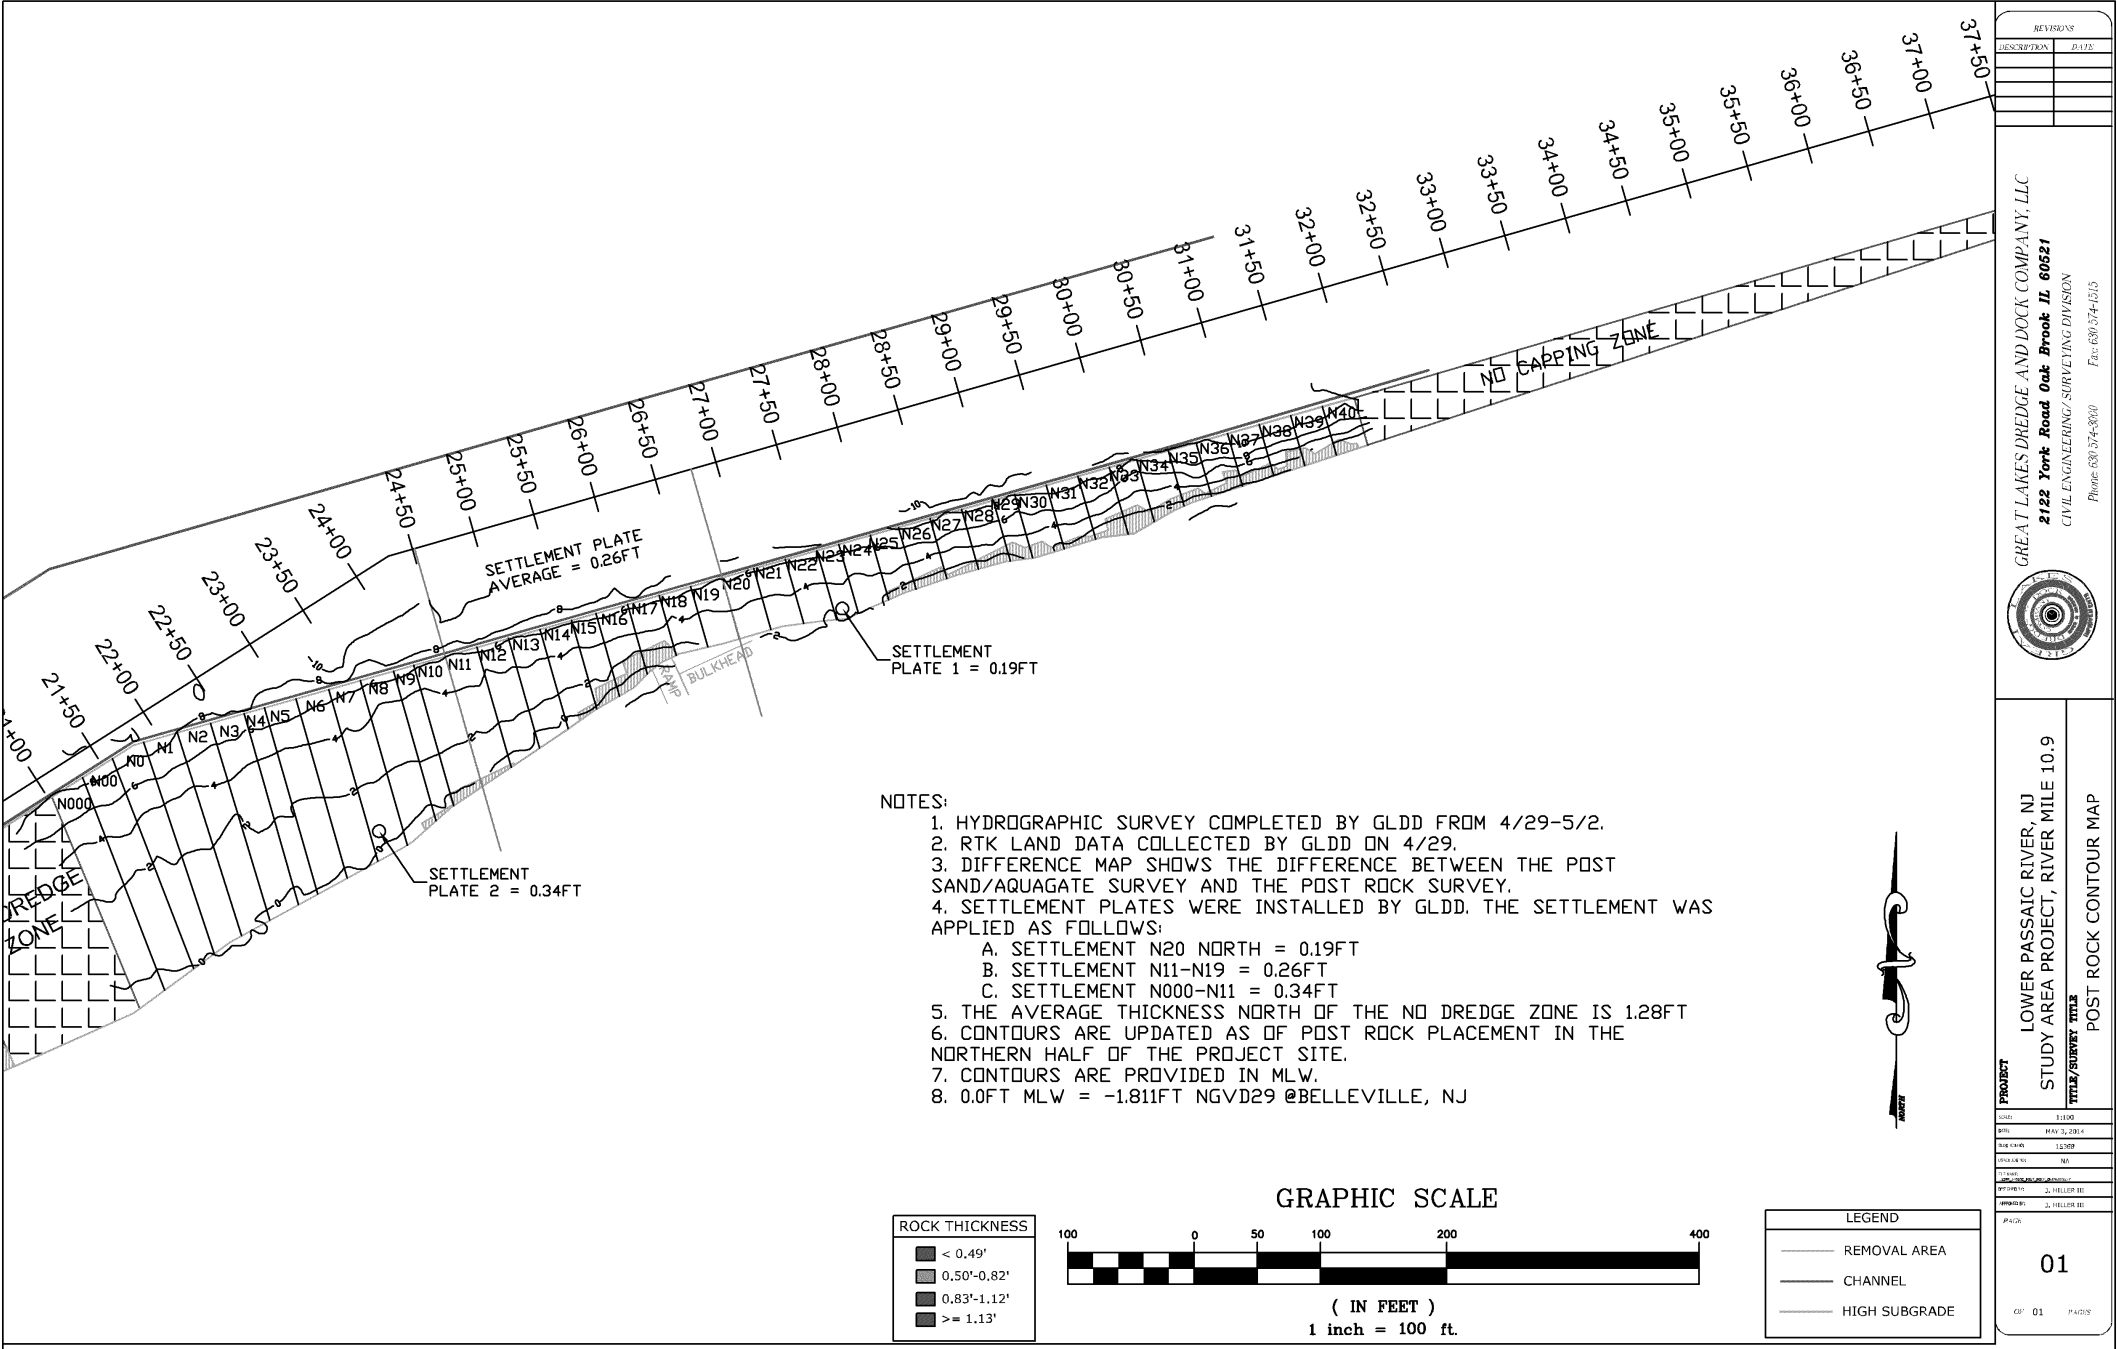 37+50
37+00
36+50
36+00
35+50
35+00
34+50
34+00
33+50
33+00
32+50
32+00
31+50
31+00
30+50
30+00
29+50
29+00
28+50
28+00
27+50
27+00
26+50
26+00
25+50
25+00
24+50
24+00
23+50
23+00
22+50
22+00
21+50
+00
NO CAPPING ZONE
SETTLEMENT PLATE
AVERAGE = 0.26FT
N000
N00
N0
N1
N2
N3
N4
N5
N6
N7
N8
N9
N10
N11
N12
N13
N14
N15
N16
N17
N18
N19
N20
N21
N22
N23
N24
N25
N26
N27
N28
N29
N30
N31
N32
N33
N34
N35
N36
N37
N38
N39
N40
RAMP
BULKHEAD
SETTLEMENT
PLATE 1 = 0.19FT
SETTLEMENT
PLATE 2 = 0.34FT
DREDGE
ZONE
NOTES:
1. HYDROGRAPHIC SURVEY COMPLETED BY GLDD FROM 4/29-5/2.
2. RTK LAND DATA COLLECTED BY GLDD ON 4/29.
3. DIFFERENCE MAP SHOWS THE DIFFERENCE BETWEEN THE POST
SAND/AQUAGATE SURVEY AND THE POST ROCK SURVEY.
4. SETTLEMENT PLATES WERE INSTALLED BY GLDD. THE SETTLEMENT WAS
APPLIED AS FOLLOWS:
A. SETTLEMENT N20 NORTH = 0.19FT
B. SETTLEMENT N11-N19 = 0.26FT
C. SETTLEMENT N000-N11 = 0.34FT
5. THE AVERAGE THICKNESS NORTH OF THE NO DREDGE ZONE IS 1.28FT
6. CONTOURS ARE UPDATED AS OF POST ROCK PLACEMENT IN THE
NORTHERN HALF OF THE PROJECT SITE.
7. CONTOURS ARE PROVIDED IN MLW.
8. 0.0FT MLW = -1.811FT NGVD29 @BELLEVILLE, NJ
NORTH
ROCK THICKNESS
< 0.49'
0.50'-0.82'
0.83'-1.12'
>= 1.13'
GRAPHIC SCALE
100 0 50 100 200 400
( IN FEET )
1 inch = 100 ft.
LEGEND
REMOVAL AREA
CHANNEL
HIGH SUBGRADE
REVISIONS
DESCRIPTION DATE
GREAT LAKES DREDGE AND DOCK COMPANY, LLC
2122 York Road Oak Brook IL 60521
CIVIL ENGINEERING/ SURVEYING DIVISION
Phone: 630 574-3000 Fax: 630 574-1515
PROJECT
LOWER PASSAIC RIVER, NJ
STUDY AREA PROJECT, RIVER MILE 10.9
TITLE/SURVEY TITLE
POST ROCK CONTOUR MAP
SCALE: 1:100
DATE: MAY 3, 2014
NA
J. HILLER III
J. HILLER III
PAGE
01
OF 01 PAGES